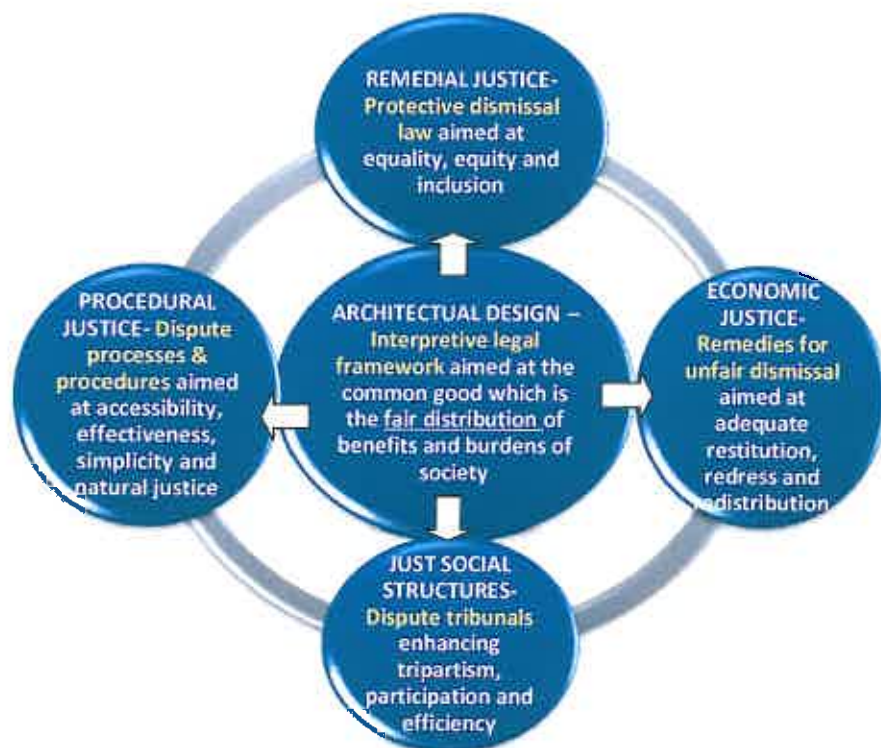 REMEDIAL JUSTICE-
Protective dismissal
law aimed at
equality, equity and
inclusion
PROCEDURAL
JUSTICE- Dispute
processes &
procedures aimed
at accessibility,
effectiveness,
simplicity and
natural justice
ARCHITECTUAL DESIGN –
Interpretive legal
framework aimed at the
common good which is
the fair distribution of
benefits and burdens of
society
ECONOMIC
JUSTICE-
Remedies for
unfair dismissal
aimed at
adequate
restitution,
redress and
redistribution
JUST SOCIAL
STRUCTURES-
Dispute tribunals
enhancing
tripartism,
participation and
efficiency